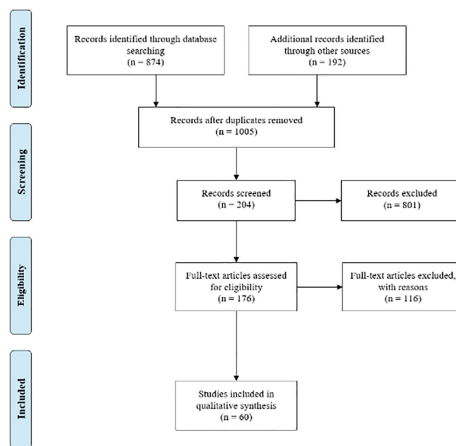 Identification
Records identified through database
searching
(n – 874)
Additional records identified
through other sources
(n – 192)
Records after duplicates removed
(n = 1005)
Screening
Records screened
(n – 204)
Records excluded
(n = 801)
Eligibility
Full-text articles assessed
for eligibility
(n = 176)
Full-text articles excluded,
with reasons
(n = 116)
Included
Studies included in
qualitative synthesis
(n = 60)